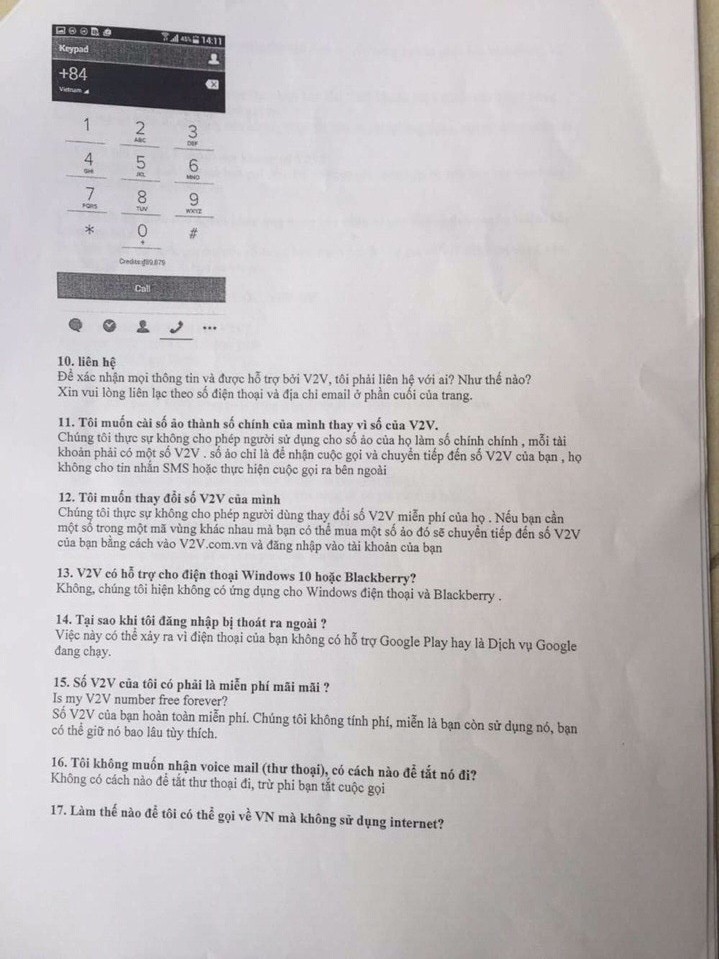 45% 14:11
Keypad
+84
Vietnam
1 2 3
ABC DEF
4 5 6
GHI JKL MNO
7 8 9
PQRS TUV WXYZ
* 0 #
+
Call
10. liên hệ
Để xác nhận mọi thông tin và được hỗ trợ bởi V2V, tôi phải liên hệ với ai? Như thế nào?
Xin vui lòng liên lạc theo số điện thoại và địa chỉ email ở phần cuối của trang.
11. Tôi muốn cài số ảo thành số chính của mình thay vì số của V2V.
Chúng tôi thực sự không cho phép người sử dụng cho số ảo của họ làm số chính chính , mỗi tài
khoản phải có một số V2V . số ảo chỉ là để nhận cuộc gọi và chuyển tiếp đến số V2V của bạn , họ
không cho tin nhắn SMS hoặc thực hiện cuộc gọi ra bên ngoài
12. Tôi muốn thay đổi số V2V của mình
Chúng tôi thực sự không cho phép người dùng thay đổi số V2V miễn phí của họ . Nếu bạn cần
một số trong một mã vùng khác nhau mà bạn có thể mua một số ảo đó sẽ chuyển tiếp đến số V2V
của bạn bằng cách vào V2V.com.vn và đăng nhập vào tài khoản của bạn
13. V2V có hỗ trợ cho điện thoại Windows 10 hoặc Blackberry?
Không, chúng tôi hiện không có ứng dụng cho Windows điện thoại và Blackberry .
14. Tại sao khi tôi đăng nhập bị thoát ra ngoài ?
Việc này có thể xảy ra vì điện thoại của bạn không có hỗ trợ Google Play hay là Dịch vụ Google
đang chạy.
15. Số V2V của tôi có phải là miễn phí mãi mãi ?
Is my V2V number free forever?
Số V2V của bạn hoàn toàn miễn phí. Chúng tôi không tính phí, miễn là bạn còn sử dụng nó, bạn
có thể giữ nó bao lâu tùy thích.
16. Tôi không muốn nhận voice mail (thư thoại), có cách nào để tắt nó đi?
Không có cách nào để tắt thư thoại đi, trừ phi bạn tắt cuộc gọi
17. Làm thế nào để tôi có thể gọi về VN mà không sử dụng internet?